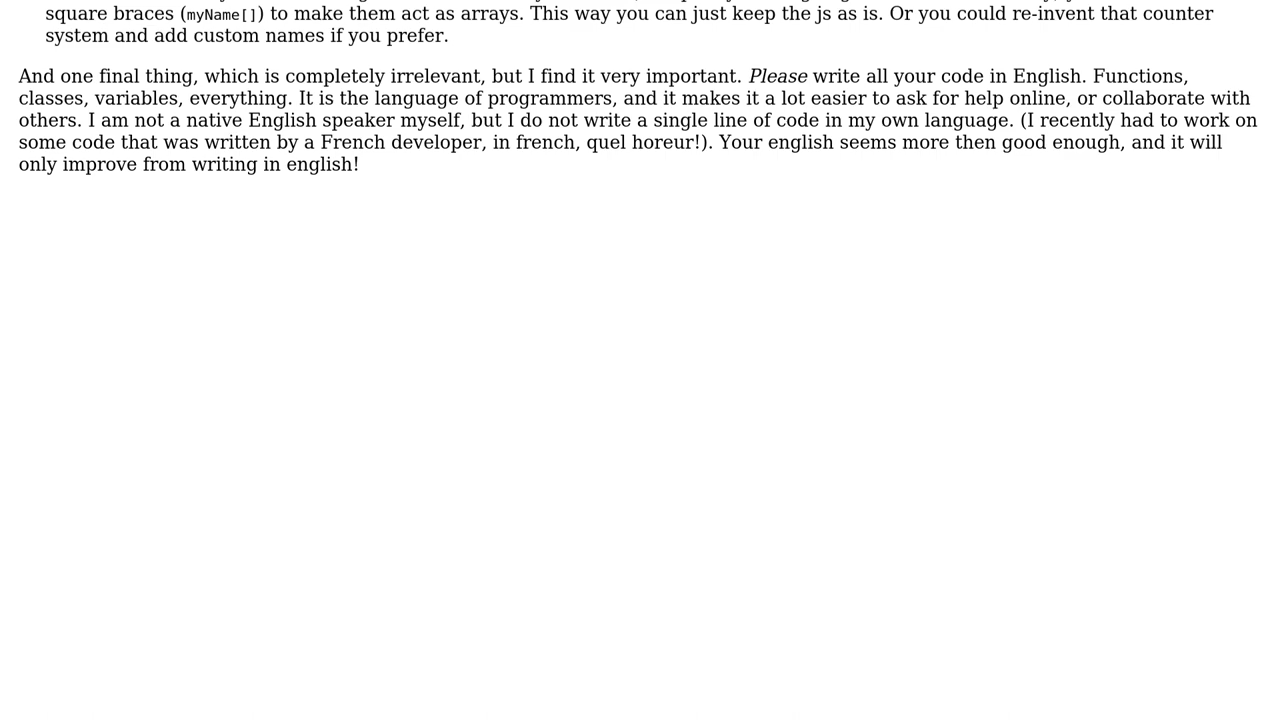 square braces (myName[]) to make them act as arrays. This way you can just keep the js as is. Or you could re-invent that counter
system and add custom names if you prefer.
And one final thing, which is completely irrelevant, but I find it very important. Please write all your code in English. Functions,
classes, variables, everything. It is the language of programmers, and it makes it a lot easier to ask for help online, or collaborate with
others. I am not a native English speaker myself, but I do not write a single line of code in my own language. (I recently had to work on
some code that was written by a French developer, in french, quel horeur!). Your english seems more then good enough, and it will
only improve from writing in english!